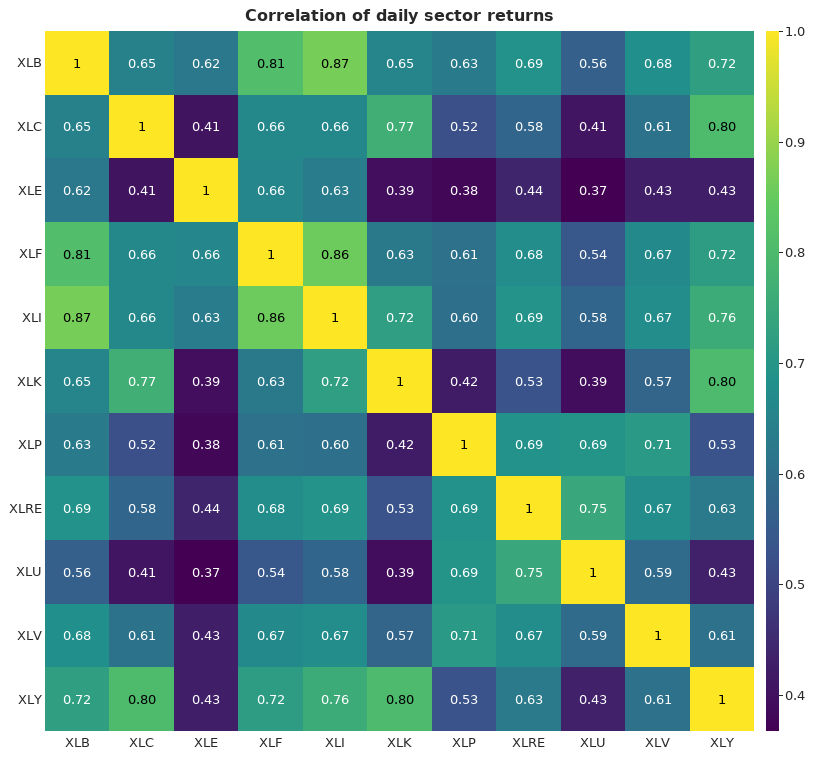 Correlation of daily sector returns
XLB 1 0.65 0.62 0.81 0.87 0.65 0.63 0.69 0.56 0.68 0.72
XLC 0.65 1 0.41 0.66 0.66 0.77 0.52 0.58 0.41 0.61 0.80
XLE 0.62 0.41 1 0.66 0.63 0.39 0.38 0.44 0.37 0.43 0.43
XLF 0.81 0.66 0.66 1 0.86 0.63 0.61 0.68 0.54 0.67 0.72
XLI 0.87 0.66 0.63 0.86 1 0.72 0.60 0.69 0.58 0.67 0.76
XLK 0.65 0.77 0.39 0.63 0.72 1 0.42 0.53 0.39 0.57 0.80
XLP 0.63 0.52 0.38 0.61 0.60 0.42 1 0.69 0.69 0.71 0.53
XLRE 0.69 0.58 0.44 0.68 0.69 0.53 0.69 1 0.75 0.67 0.63
XLU 0.56 0.41 0.37 0.54 0.58 0.39 0.69 0.75 1 0.59 0.43
XLV 0.68 0.61 0.43 0.67 0.67 0.57 0.71 0.67 0.59 1 0.61
XLY 0.72 0.80 0.43 0.72 0.76 0.80 0.53 0.63 0.43 0.61 1
XLB XLC XLE XLF XLI XLK XLP XLRE XLU XLV XLY
1.0
0.9
0.8
0.7
0.6
0.5
0.4